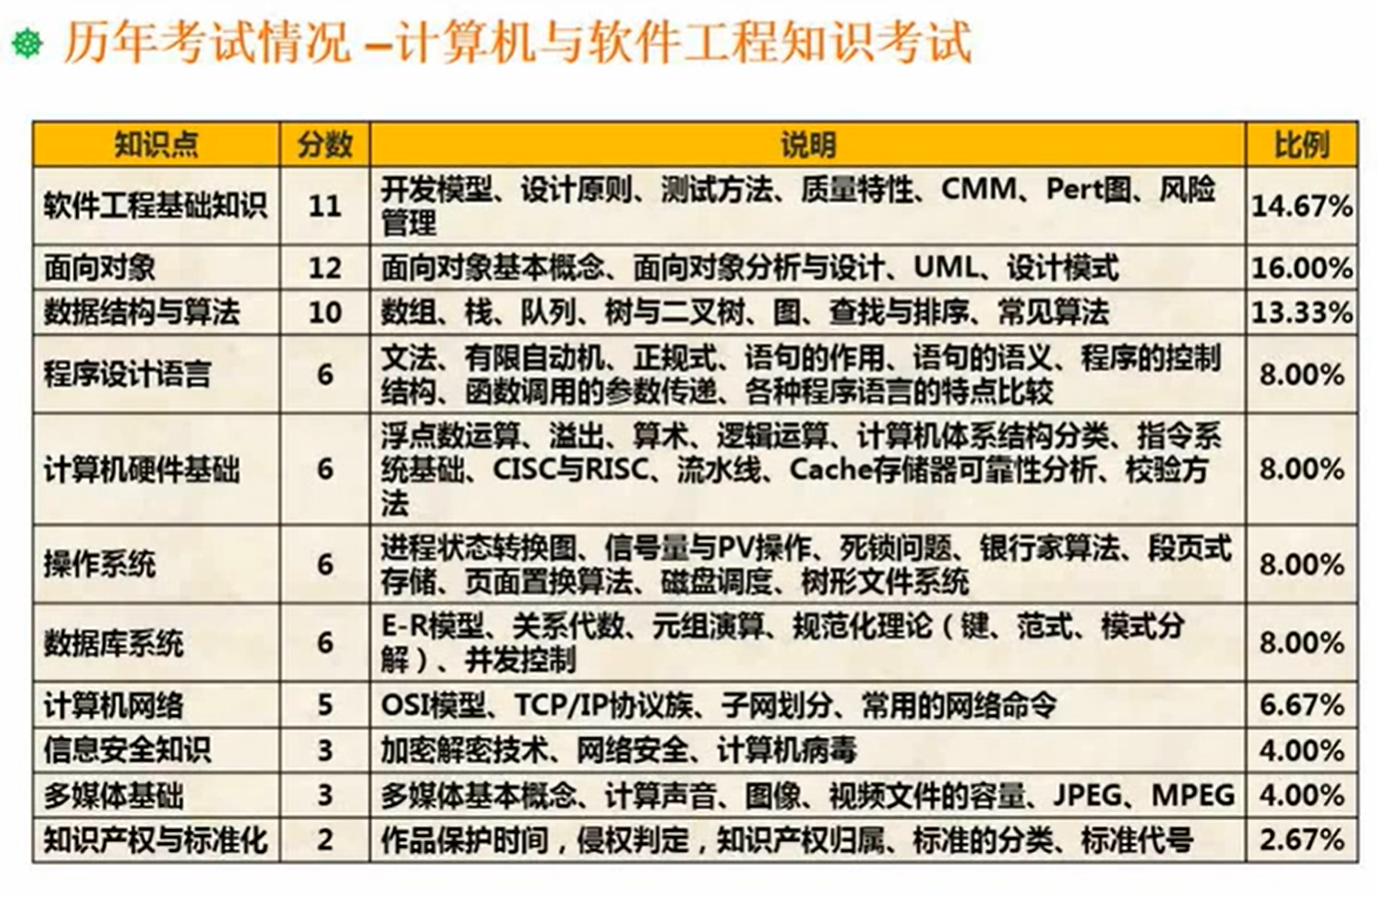 历年考试情况 –计算机与软件工程知识考试
知识点 分数 说明 比例
软件工程基础知识 11 开发模型、设计原则、测试方法、质量特性、CMM、Pert图、风险
管理 14.67%
面向对象 12 面向对象基本概念、面向对象分析与设计、UML、设计模式 16.00%
数据结构与算法 10 数组、栈、队列、树与二叉树、图、查找与排序、常见算法 13.33%
程序设计语言 6 文法、有限自动机、正规式、语句的作用、语句的语义、程序的控制
结构、函数调用的参数传递、各种程序语言的特点比较 8.00%
计算机硬件基础 6 浮点数运算、溢出、算术、逻辑运算、计算机体系结构分类、指令系
统基础、CISC与RISC、流水线、Cache存储器可靠性分析、校验方
法 8.00%
操作系统 6 进程状态转换图、信号量与PV操作、死锁问题、银行家算法、段页式
存储、页面置换算法、磁盘调度、树形文件系统 8.00%
数据库系统 6 E-R模型、关系代数、元组演算、规范化理论（键、范式、模式分
解）、并发控制 8.00%
计算机网络 5 OSI模型、TCP/IP协议族、子网划分、常用的网络命令 6.67%
信息安全知识 3 加密解密技术、网络安全、计算机病毒 4.00%
多媒体基础 3 多媒体基本概念、计算声音、图像、视频文件的容量、JPEG、MPEG 4.00%
知识产权与标准化 2 作品保护时间，侵权判定，知识产权归属、标准的分类、标准代号 2.67%